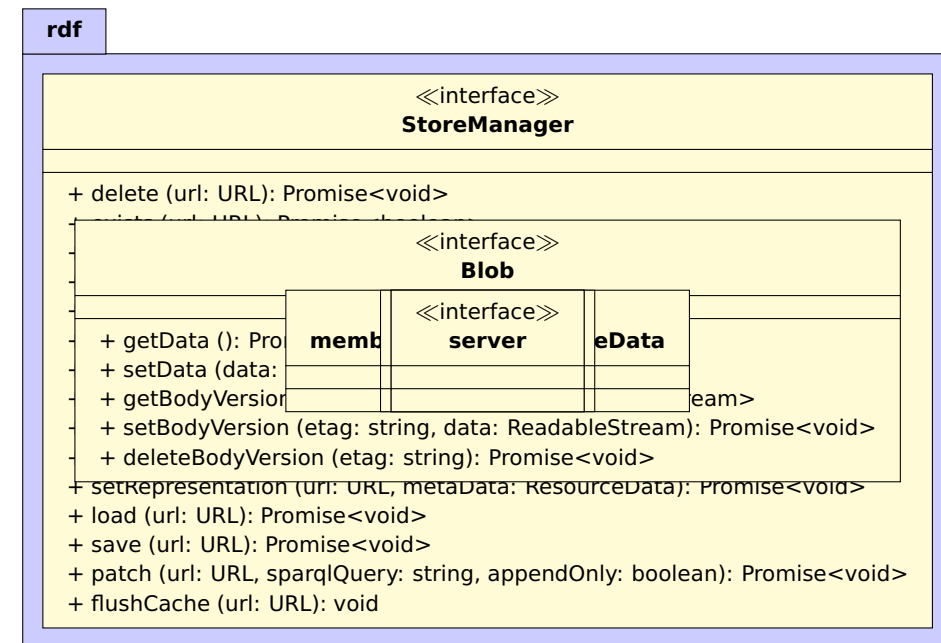 rdf
≪interface≫
StoreManager
+ delete (url: URL): Promise<void>
≪interface≫
Blob
≪interface≫
memb server eData
+ getData (): Pro
+ setData (data:
+ getBodyVersion eam>
+ setBodyVersion (etag: string, data: ReadableStream): Promise<void>
+ deleteBodyVersion (etag: string): Promise<void>
+ setRepresentation (url: URL, metaData: ResourceData): Promise<void>
+ load (url: URL): Promise<void>
+ save (url: URL): Promise<void>
+ patch (url: URL, sparqlQuery: string, appendOnly: boolean): Promise<void>
+ flushCache (url: URL): void